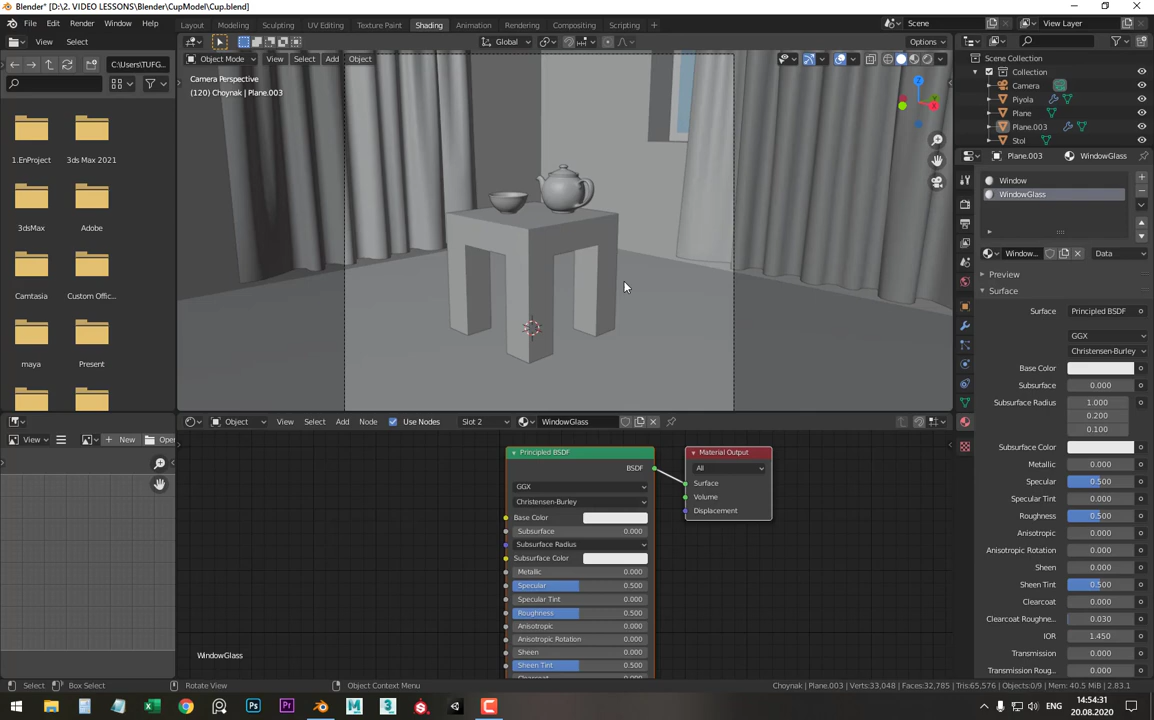 Blender* [D:\2. VIDEO LESSONS\Blender\CupModel\Cup.blend]
File Edit Render Window Help Layout Modeling Sculpting UV Editing Texture Paint Shading Animation Rendering Compositing Scripting + Scene View Layer
View Select Global
C:\Users\TUFG... Object Mode View Select Add Object Options
Camera Perspective
(120) Choynak | Plane.003
1.EnProject 3ds Max 2021
3dsMax Adobe
Camtasia Custom Offic...
maya Present
Z
Y
X
Scene Collection
Collection
Camera
Piyola
Plane
Plane.003
Stol
Plane.003 WindowGlass
Window
WindowGlass
Window... Data
Preview
Surface
Surface Principled BSDF
GGX
Christensen-Burley
Base Color
Subsurface 0.000
Subsurface Radius 1.000
0.200
0.100
Subsurface Color
Metallic 0.000
Specular 0.500
Specular Tint 0.000
Roughness 0.500
Anisotropic 0.000
Anisotropic Rotation 0.000
Sheen 0.000
Sheen Tint 0.500
Clearcoat 0.000
Clearcoat Roughne... 0.030
IOR 1.450
Transmission 0.000
Transmission Roug... 0.000
View + New Open
Object View Select Add Node Use Nodes Slot 2 WindowGlass
Principled BSDF
BSDF
GGX
Christensen-Burley
Base Color
Subsurface 0.000
Subsurface Radius
Subsurface Color
Metallic 0.000
Specular 0.500
Specular Tint 0.000
Roughness 0.500
Anisotropic 0.000
Anisotropic Rotation 0.000
Sheen 0.000
Sheen Tint 0.500
Material Output
All
Surface
Volume
Displacement
WindowGlass
Select Box Select Rotate View Object Context Menu Choynak | Plane.003 | Verts:33,048 | Faces:32,785 | Tris:65,576 | Objects:0/9 | Mem: 40.5 MiB | 2.83.1
ENG 14:54:31
20.08.2020